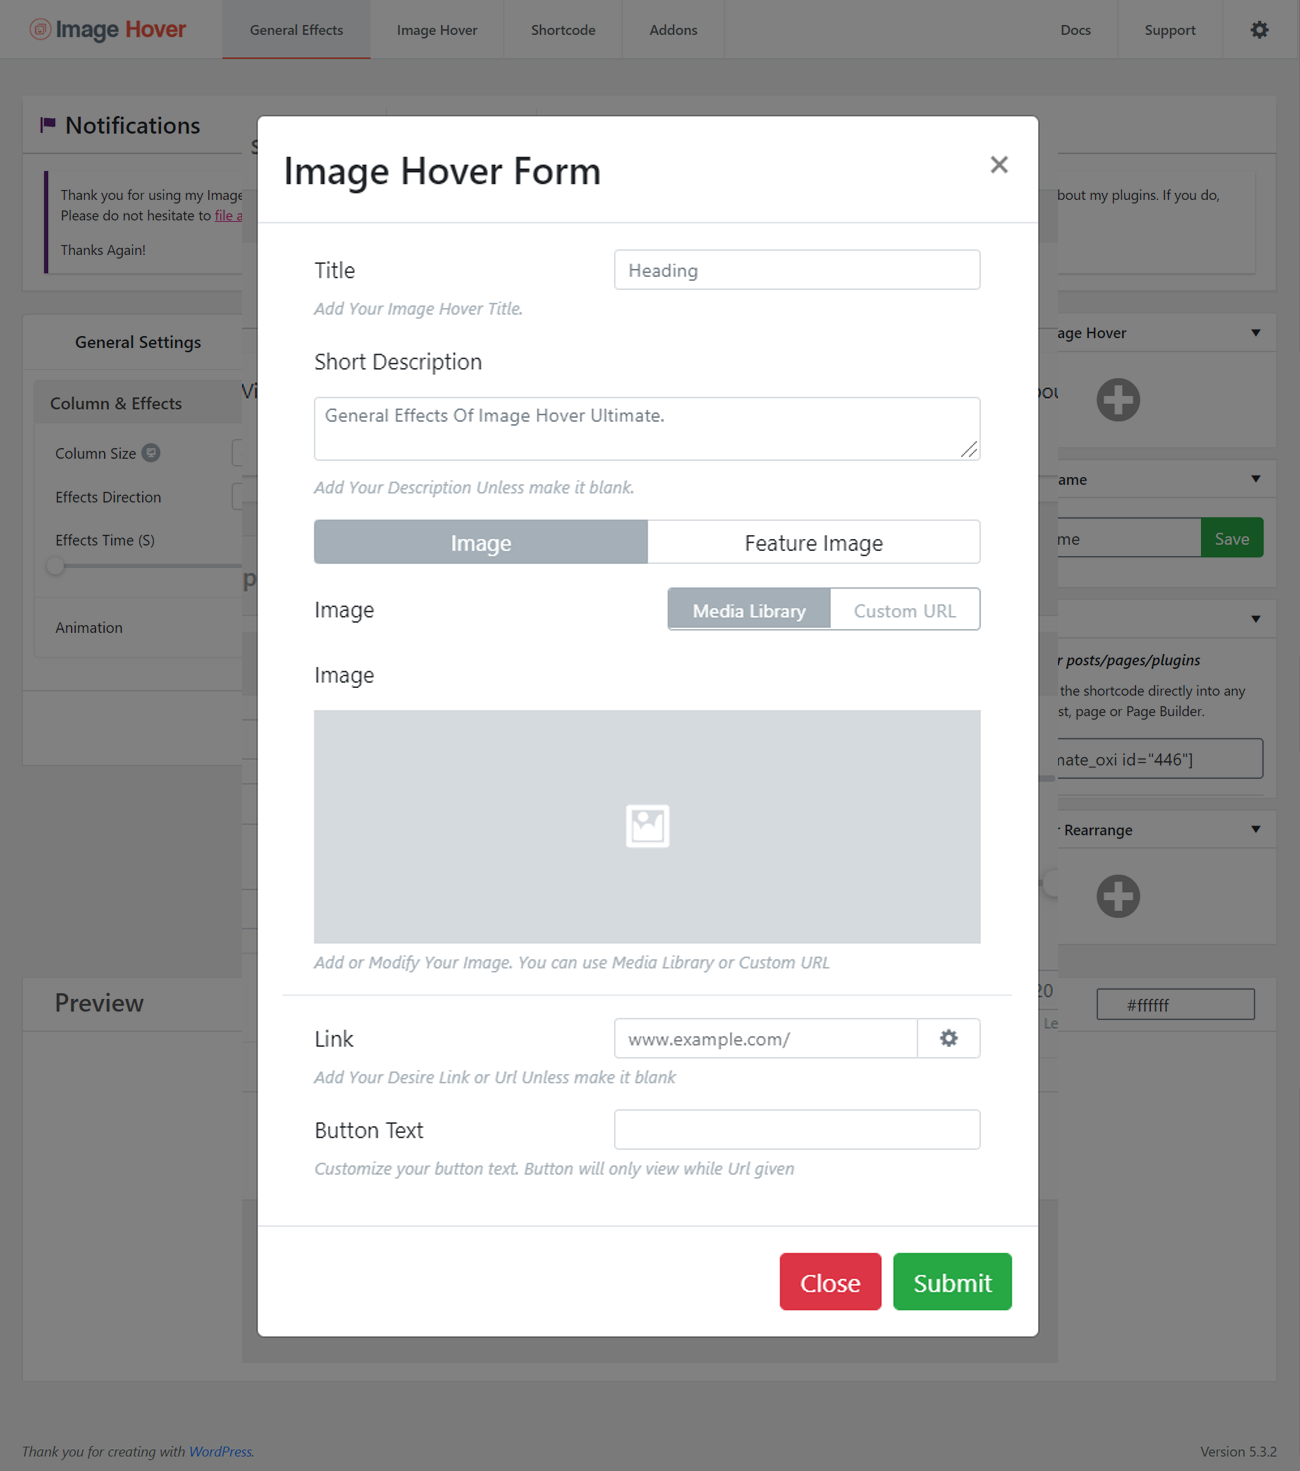 Image Hover
General Effects
Image Hover
Shortcode
Addons
Docs
Support
Notifications
Thank you for using my Image
bout my plugins. If you do,
Please do not hesitate to file a
Thanks Again!
Image Hover Form
Title
Heading
Add Your Image Hover Title.
Short Description
General Effects Of Image Hover Ultimate.
Add Your Description Unless make it blank.
Image
Feature Image
Image
Media Library
Custom URL
Image
Add or Modify Your Image. You can use Media Library or Custom URL
Link
www.example.com/
Add Your Desire Link or Url Unless make it blank
Button Text
Customize your button text. Button will only view while Url given
Close
Submit
General Settings
Column & Effects
Column Size
Effects Direction
Effects Time (S)
Animation
age Hover
ame
me
Save
r posts/pages/plugins
the shortcode directly into any
st, page or Page Builder.
mate_oxi id="446"]
Rearrange
Preview
20
Le
#ffffff
Thank you for creating with WordPress.
Version 5.3.2